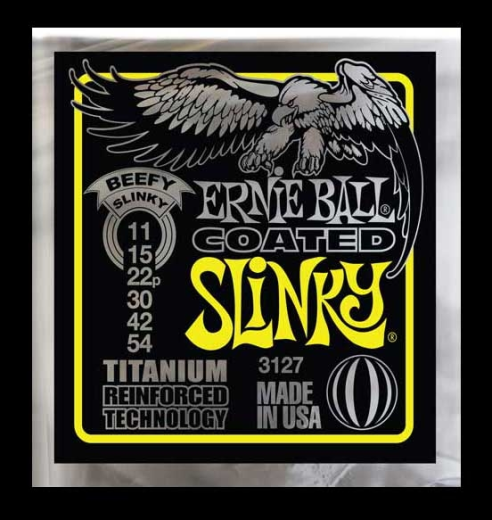 BEEFY
SLINKY
11
15
22p
30
42
54
ERNIE BALL®
COATED
SLINKY®
TITANIUM
REINFORCED
TECHNOLOGY
3127
MADE
IN USA